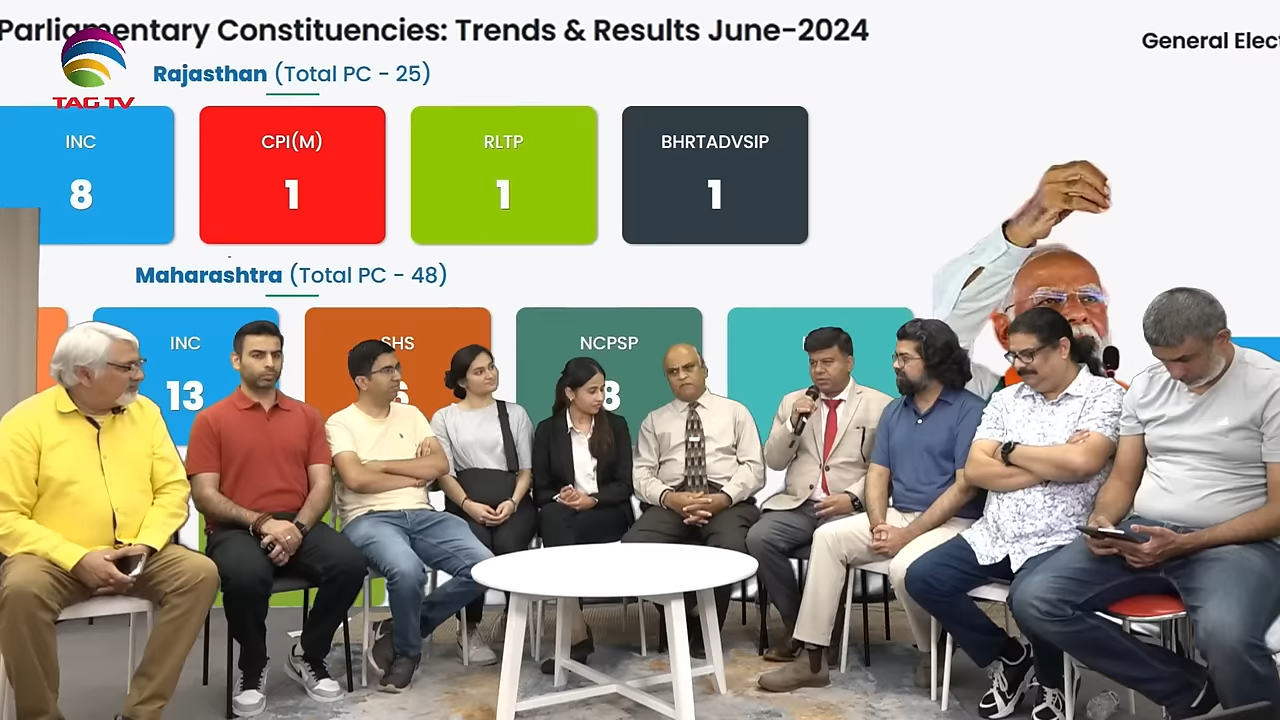 Parliamentary Constituencies: Trends & Results June-2024
General Elect
TAG TV
Rajasthan (Total PC - 25)
INC
8
CPI(M)
1
RLTP
1
BHRTADVSIP
1
Maharashtra (Total PC - 48)
INC
13
SHS
NCPSP
8